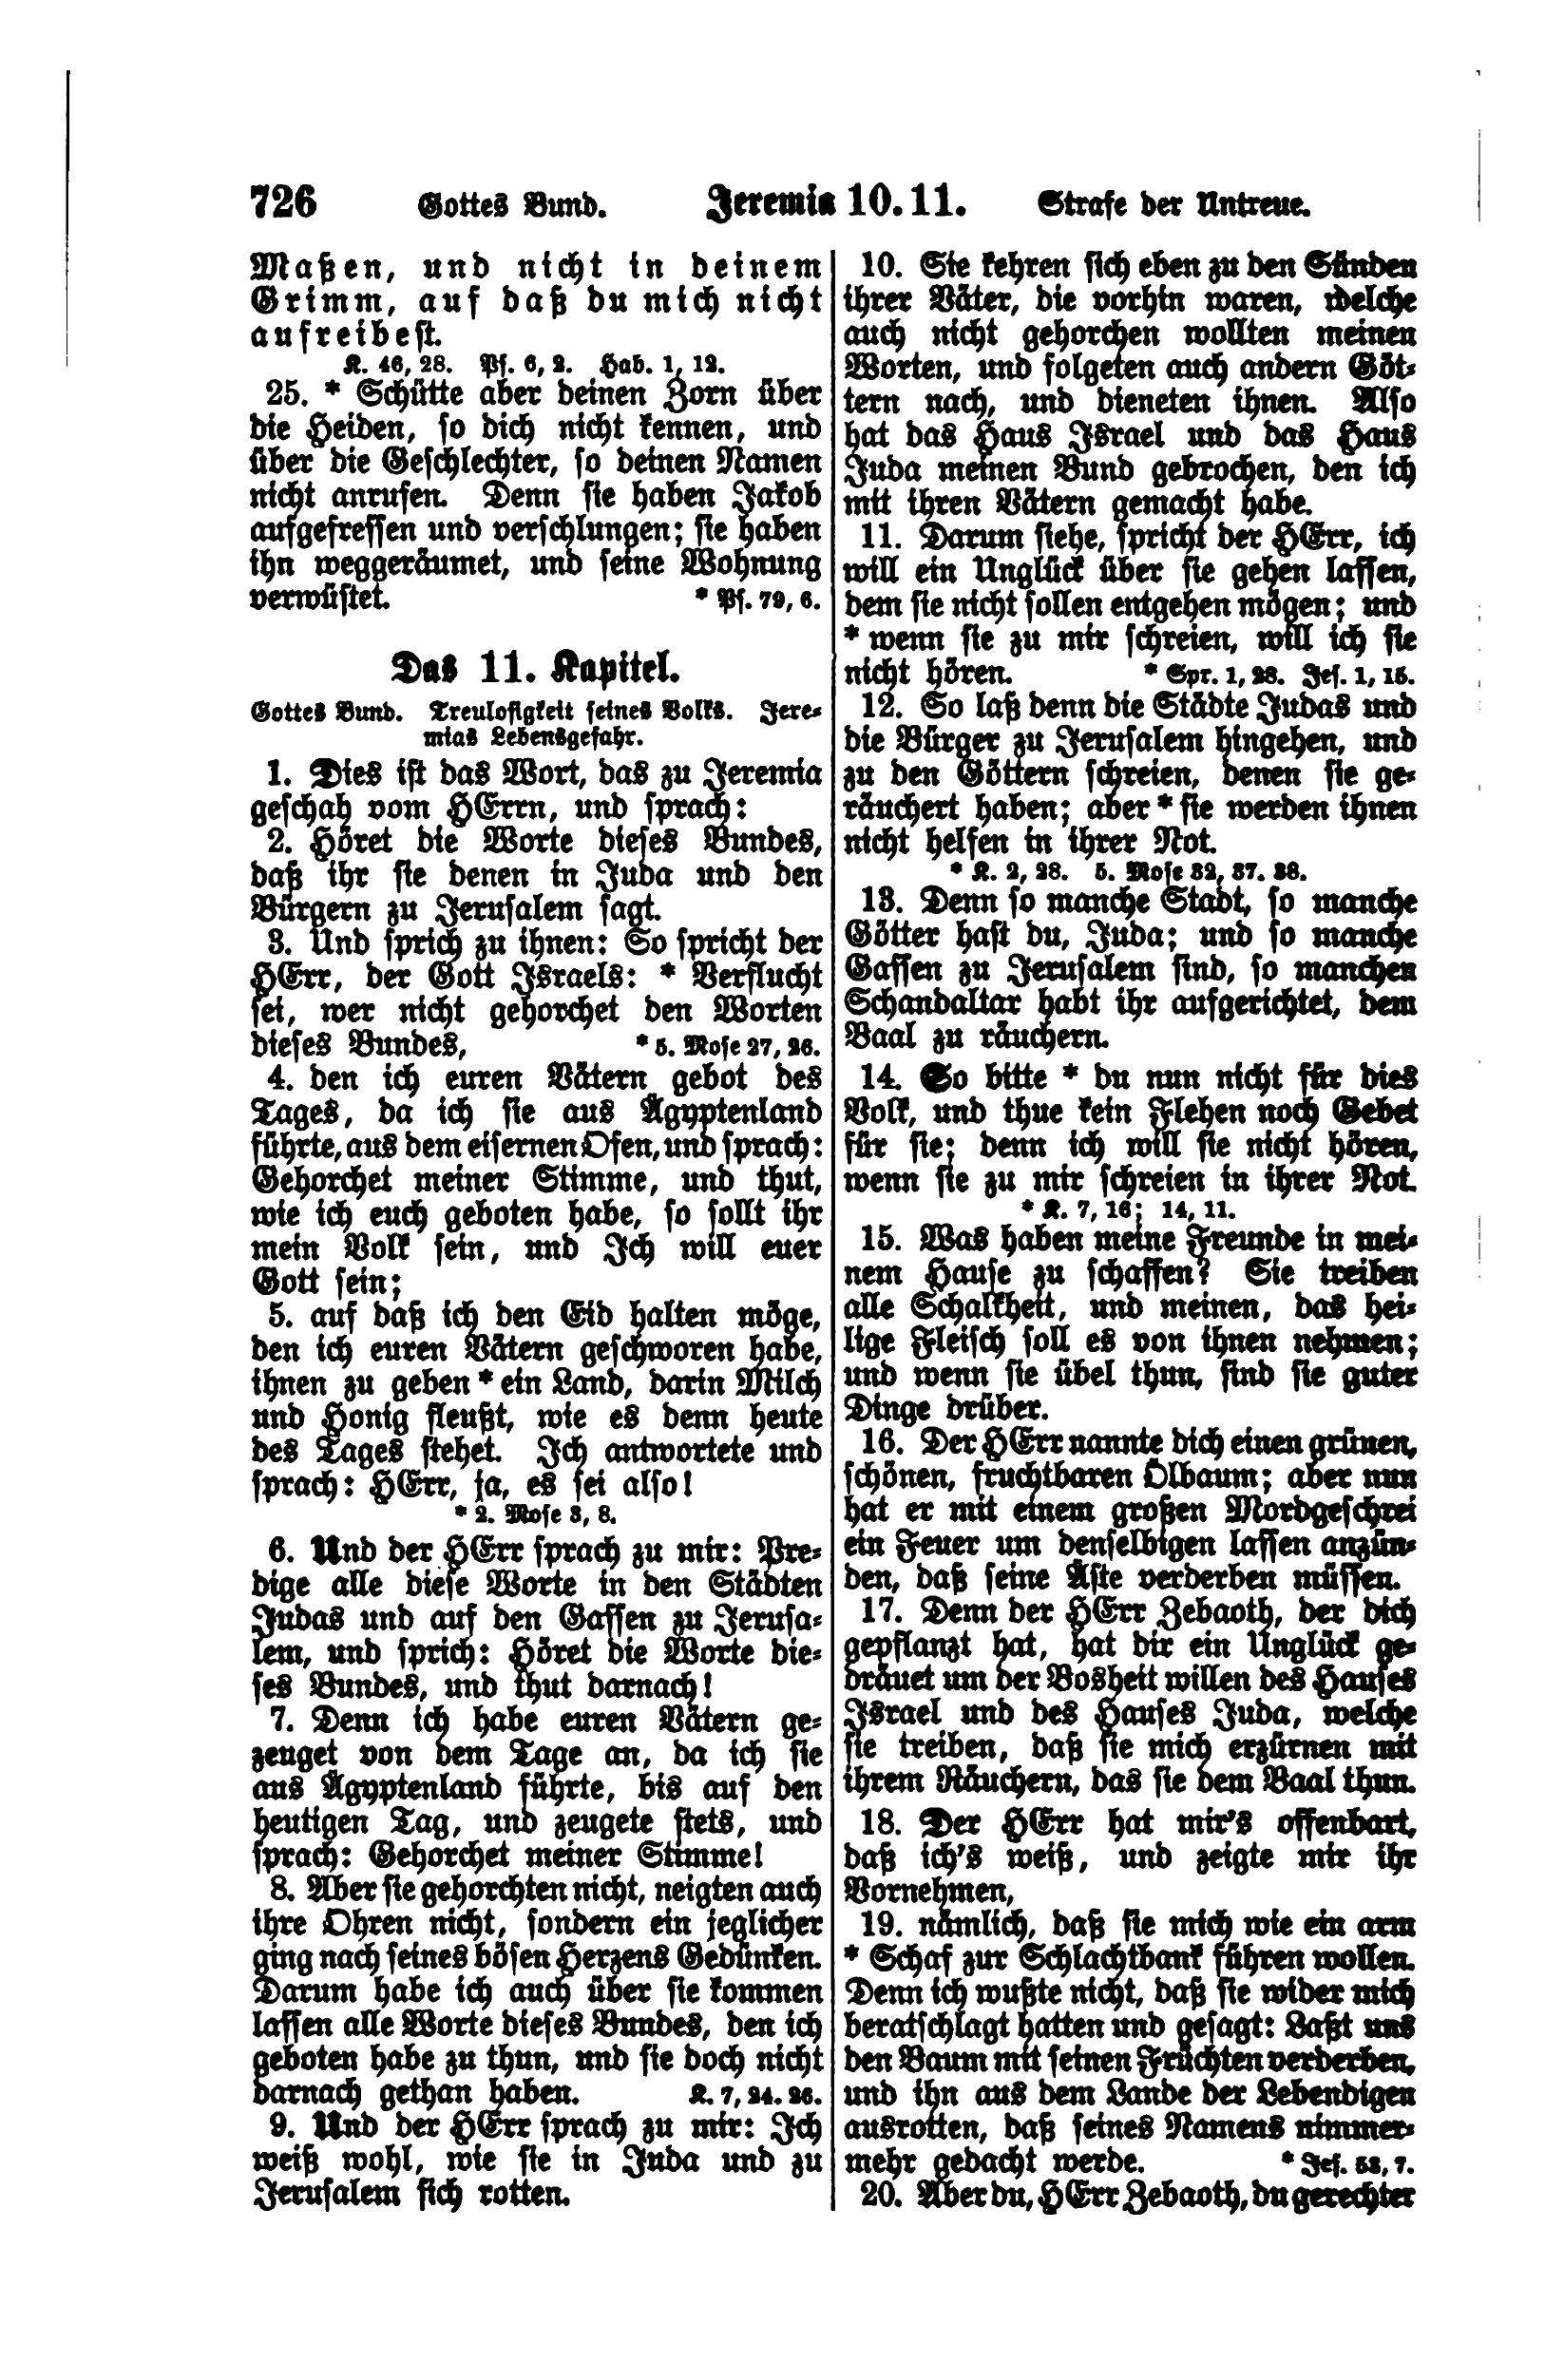 726 Gottes Bund. Jeremia 10. 11. Strafe der Untreue.
Maßen, und nicht in deinem
Grimm, auf daß du mich nicht
aufreibest.
K. 46, 28. Ps. 6, 2. Hab. 1, 12.
25. * Schütte aber deinen Zorn über
die Heiden, so dich nicht kennen, und
über die Geschlechter, so deinen Namen
nicht anrufen. Denn sie haben Jakob
aufgefressen und verschlungen; sie haben
ihn weggeräumet, und seine Wohnung
verwüstet. * Ps. 79, 6.
Das 11. Kapitel.
Gottes Bund. Treulosigkeit seines Volks. Jere-
mias Lebensgefahr.
1. Dies ist das Wort, das zu Jeremia
geschah vom HErrn, und sprach:
2. Höret die Worte dieses Bundes,
daß ihr sie denen in Juda und den
Bürgern zu Jerusalem sagt.
3. Und sprich zu ihnen: So spricht der
HErr, der Gott Israels: * Verflucht
sei, wer nicht gehorchet den Worten
dieses Bundes, * 5. Mose 27, 26.
4. den ich euren Vätern gebot des
Tages, da ich sie aus Ägyptenland
führte, aus dem eisernen Ofen, und sprach:
Gehorchet meiner Stimme, und thut,
wie ich euch geboten habe, so sollt ihr
mein Volk sein, und Ich will euer
Gott sein;
5. auf daß ich den Eid halten möge,
den ich euren Vätern geschworen habe,
ihnen zu geben * ein Land, darin Milch
und Honig fleußt, wie es denn heute
des Tages stehet. Ich antwortete und
sprach: HErr, ja, es sei also!
* 2. Mose 3, 8.
6. Und der HErr sprach zu mir: Pre-
dige alle diese Worte in den Städten
Judas und auf den Gassen zu Jerusa-
lem, und sprich: Höret die Worte die-
ses Bundes, und thut darnach!
7. Denn ich habe euren Vätern ge-
zeuget von dem Tage an, da ich sie
aus Ägyptenland führte, bis auf den
heutigen Tag, und zeugete stets, und
sprach: Gehorchet meiner Stimme!
8. Aber sie gehorchten nicht, neigten auch
ihre Ohren nicht, sondern ein jeglicher
ging nach seines bösen Herzens Gedünken.
Darum habe ich auch über sie kommen
lassen alle Worte dieses Bundes, den ich
geboten habe zu thun, und sie doch nicht
darnach gethan haben. K. 7, 24. 26.
9. Und der HErr sprach zu mir: Ich
weiß wohl, wie sie in Juda und zu
Jerusalem sich rotten.
10. Sie kehren sich eben zu den Sünden
ihrer Väter, die vorhin waren, welche
auch nicht gehorchen wollten meinen
Worten, und folgeten auch andern Göt-
tern nach, und dieneten ihnen. Also
hat das Haus Israel und das Haus
Juda meinen Bund gebrochen, den ich
mit ihren Vätern gemacht habe.
11. Darum siehe, spricht der HErr, ich
will ein Unglück über sie gehen lassen,
dem sie nicht sollen entgehen mögen; und
* wenn sie zu mir schreien, will ich sie
nicht hören. * Spr. 1, 28. Jes. 1, 15.
12. So laß denn die Städte Judas und
die Bürger zu Jerusalem hingehen, und
zu den Göttern schreien, denen sie ge-
räuchert haben; aber * sie werden ihnen
nicht helfen in ihrer Not.
* K. 2, 28. 5. Mose 32, 37. 38.
13. Denn so manche Stadt, so manche
Götter hast du, Juda; und so manche
Gassen zu Jerusalem sind, so manchen
Schandaltar habt ihr aufgerichtet, dem
Baal zu räuchern.
14. So bitte * du nun nicht für dies
Volk, und thue kein Flehen noch Gebet
für sie; denn ich will sie nicht hören,
wenn sie zu mir schreien in ihrer Not.
* K. 7, 16; 14, 11.
15. Was haben meine Freunde in mei-
nem Hause zu schaffen? Sie treiben
alle Schalkheit, und meinen, das hei-
lige Fleisch soll es von ihnen nehmen;
und wenn sie übel thun, sind sie guter
Dinge drüber.
16. Der HErr nannte dich einen grünen,
schönen, fruchtbaren Ölbaum; aber nun
hat er mit einem großen Mordgeschrei
ein Feuer um denselbigen lassen anzün-
den, daß seine Äste verderben müssen.
17. Denn der HErr Zebaoth, der dich
gepflanzt hat, hat dir ein Unglück ge-
dräuet um der Bosheit willen des Hauses
Israel und des Hauses Juda, welche
sie treiben, daß sie mich erzürnen mit
ihrem Räuchern, das sie dem Baal thun.
18. Der HErr hat mir's offenbart,
daß ich's weiß, und zeigte mir ihr
Vornehmen,
19. nämlich, daß sie mich wie ein arm
* Schaf zur Schlachtbank führen wollen.
Denn ich wußte nicht, daß sie wider mich
beratschlagt hatten und gesagt: Laßt uns
den Baum mit seinen Früchten verderben,
und ihn aus dem Lande der Lebendigen
ausrotten, daß seines Namens nimmer-
mehr gedacht werde. * Jes. 53, 7.
20. Aber du, HErr Zebaoth, du gerechter